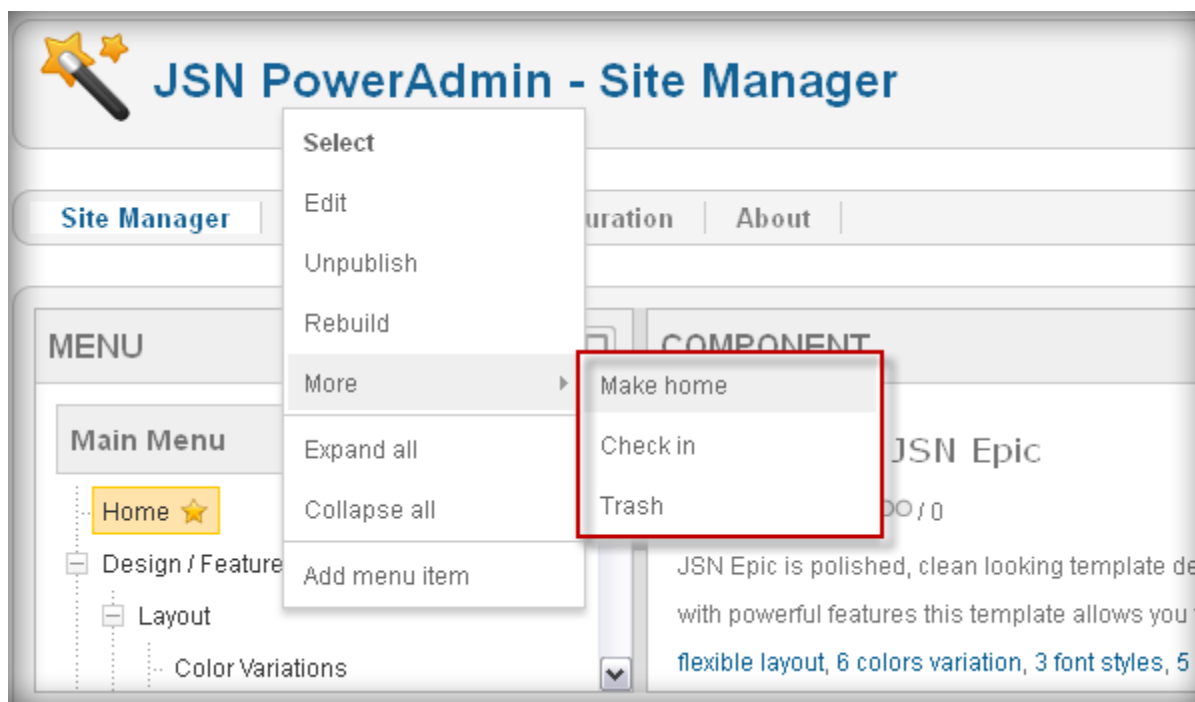 JSN PowerAdmin - Site Manager
Select
Edit
Unpublish
Rebuild
More
Expand all
Collapse all
Add menu item
Make home
Check in
Trash
Site Manager
About
MENU
COMPONENT
Main Menu
Home
Design / Feature
Layout
Color Variations
JSN Epic
/ 0
JSN Epic is polished, clean looking template de
with powerful features this template allows you
flexible layout, 6 colors variation, 3 font styles, 5